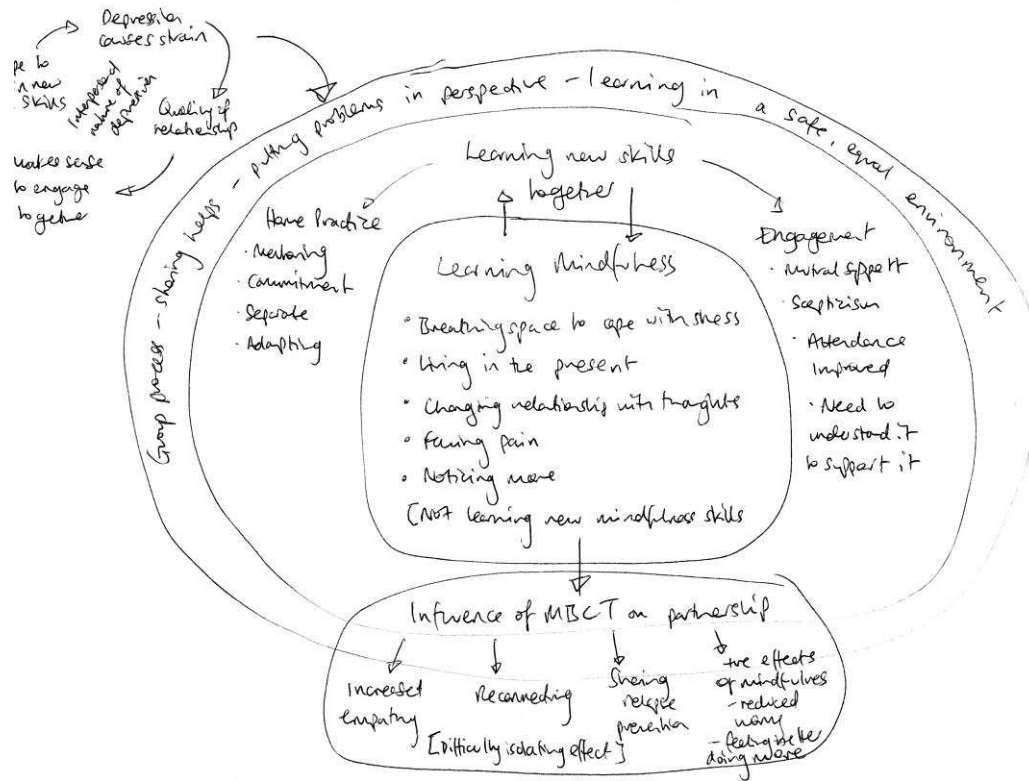 Depression
causes strain
pe to
in new
skills
Interpersonal
nature of
depression
Quality of
relationship
makes sense
to engage
together
Group process - sharing helps - putting problems in perspective - learning in a safe, equal environment
Learning new skills
together
Home Practice
· Mentoring
· Commitment
· Separate
· Adapting
Engagement
· Mutual support
· Scepticism
· Attendance
improved
· Need to
understand it
to support it
Learning Mindfulness
• Breathing space to cope with stress
• Living in the present
• Changing relationship with thoughts
• Facing pain
• Noticing more
[Not learning new mindfulness skills
Influence of MBCT on partnership
Increased
empathy
Reconnecting
Sharing
relapse
prevention
+ve effects
of mindfulness
- reduced
worry
- feeling better
doing more
[Difficulty isolating effect]